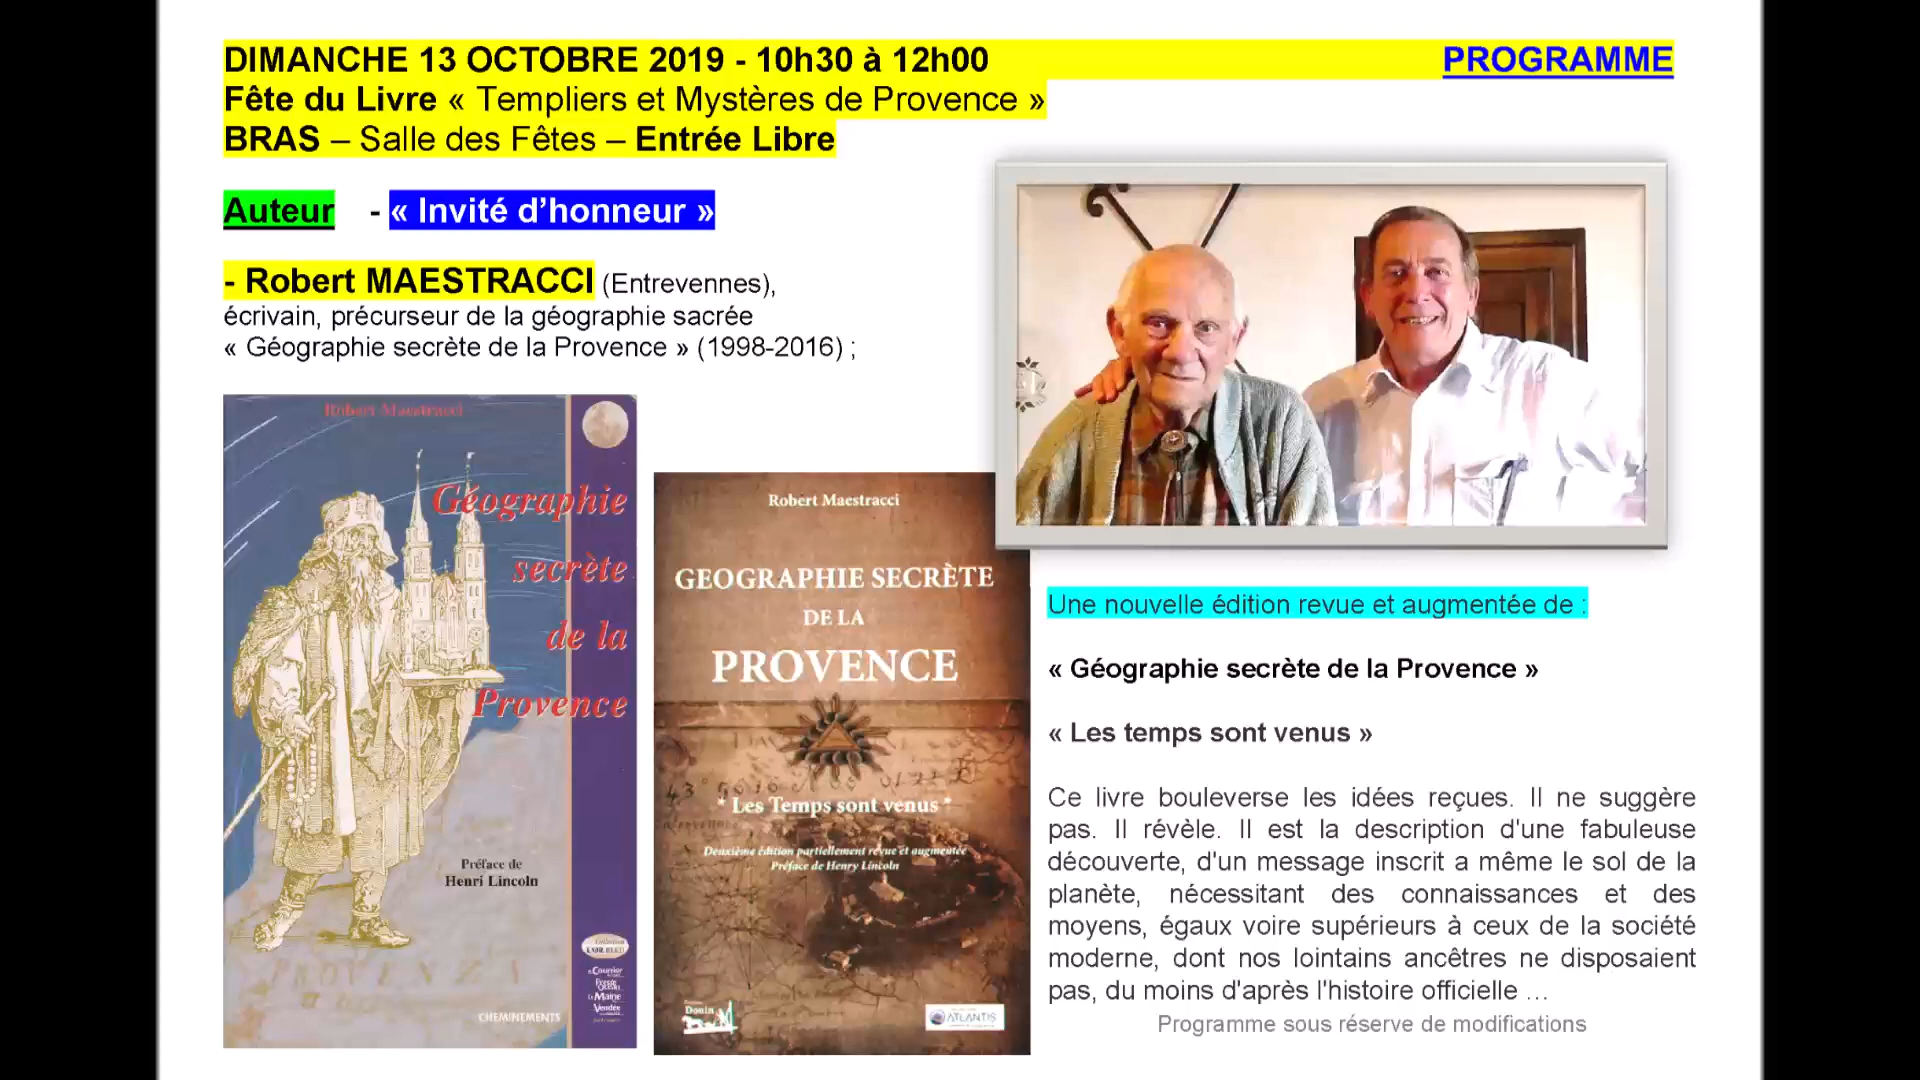 DIMANCHE 13 OCTOBRE 2019 - 10h30 à 12h00 PROGRAMME
Fête du Livre « Templiers et Mystères de Provence »
BRAS – Salle des Fêtes – Entrée Libre
Auteur - « Invité d’honneur »
- Robert MAESTRACCI (Entrevennes),
écrivain, précurseur de la géographie sacrée
« Géographie secrète de la Provence » (1998-2016) ;
Robert Maestracci
Géographie
secrète
de la
Provence
Préface de
Henri Lincoln
PROVENZA
CHEMINEMENTS
Robert Maestracci
GEOGRAPHIE SECRÈTE
DE LA
PROVENCE
* Les Temps sont venus *
Deuxième édition partiellement revue et augmentée
Préface de Henry Lincoln
Douin
ATLANTIS
Une nouvelle édition revue et augmentée de :
« Géographie secrète de la Provence »
« Les temps sont venus »
Ce livre bouleverse les idées reçues. Il ne suggère
pas. Il révèle. Il est la description d'une fabuleuse
découverte, d'un message inscrit a même le sol de la
planète, nécessitant des connaissances et des
moyens, égaux voire supérieurs à ceux de la société
moderne, dont nos lointains ancêtres ne disposaient
pas, du moins d'après l'histoire officielle …
Programme sous réserve de modifications